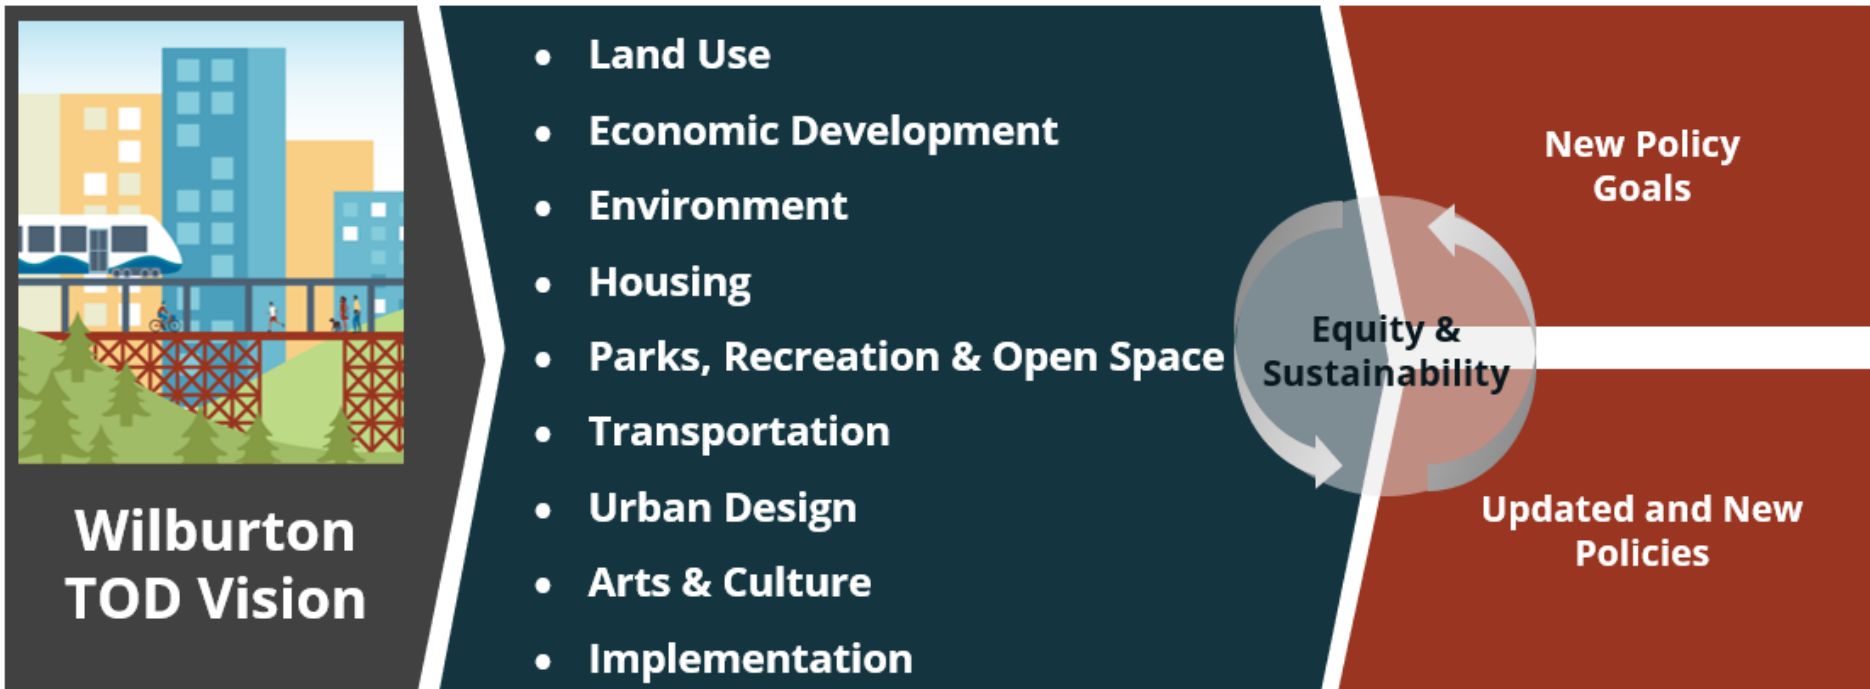 Wilburton
TOD Vision
• Land Use
• Economic Development
• Environment
• Housing
• Parks, Recreation & Open Space
• Transportation
• Urban Design
• Arts & Culture
• Implementation
Equity &
Sustainability
New Policy
Goals
Updated and New
Policies